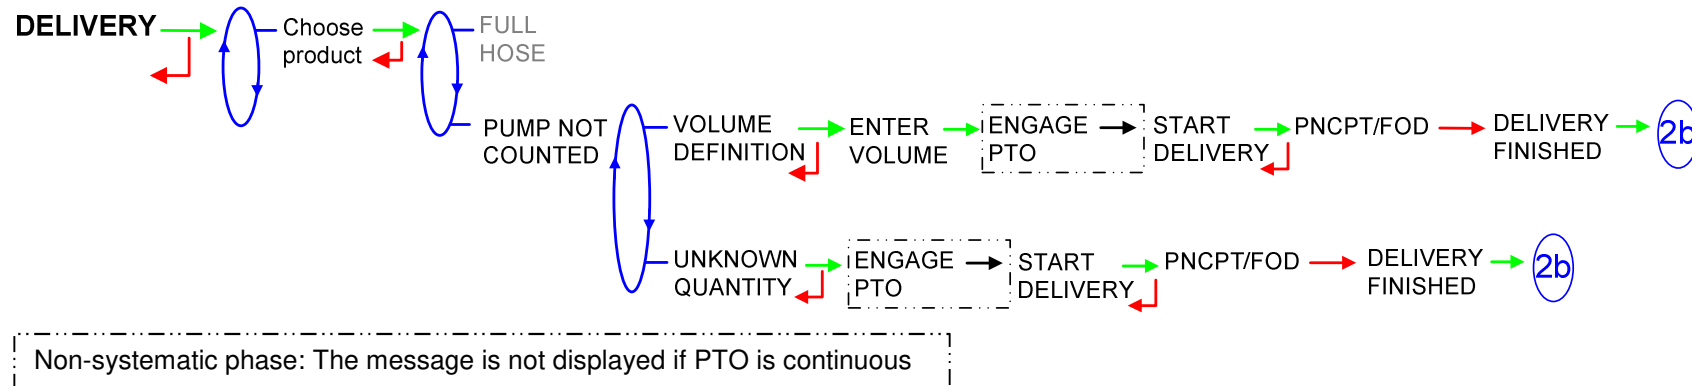 DELIVERY
Choose
product
FULL
HOSE
PUMP NOT
COUNTED
VOLUME
DEFINITION
ENTER
VOLUME
ENGAGE
PTO
START
DELIVERY
PNCPT/FOD
DELIVERY
FINISHED
2b
UNKNOWN
QUANTITY
ENGAGE
PTO
START
DELIVERY
PNCPT/FOD
DELIVERY
FINISHED
2b
Non-systematic phase: The message is not displayed if PTO is continuous